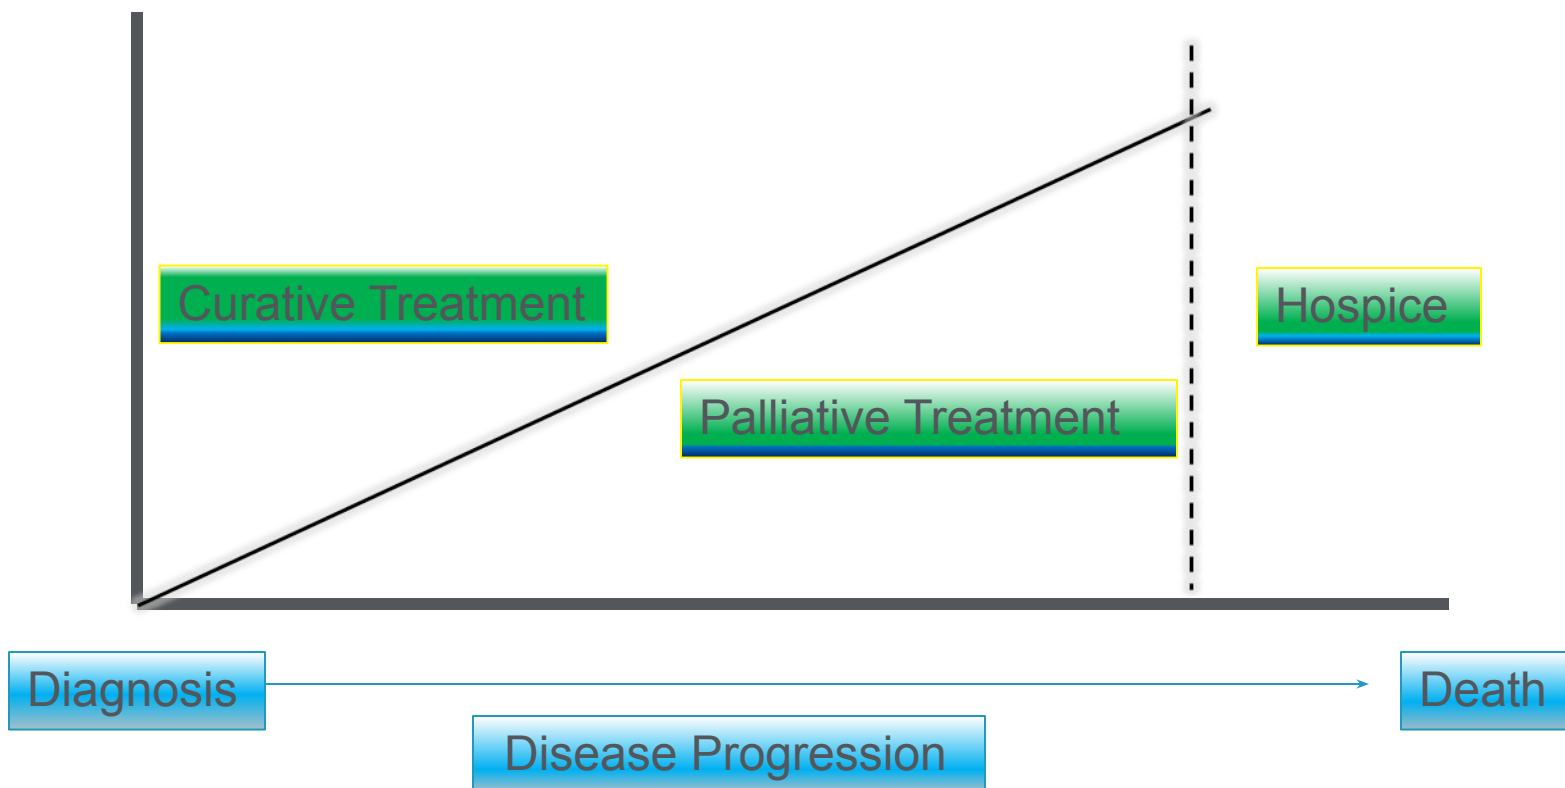 Curative Treatment
Hospice
Palliative Treatment
Diagnosis
Death
Disease Progression